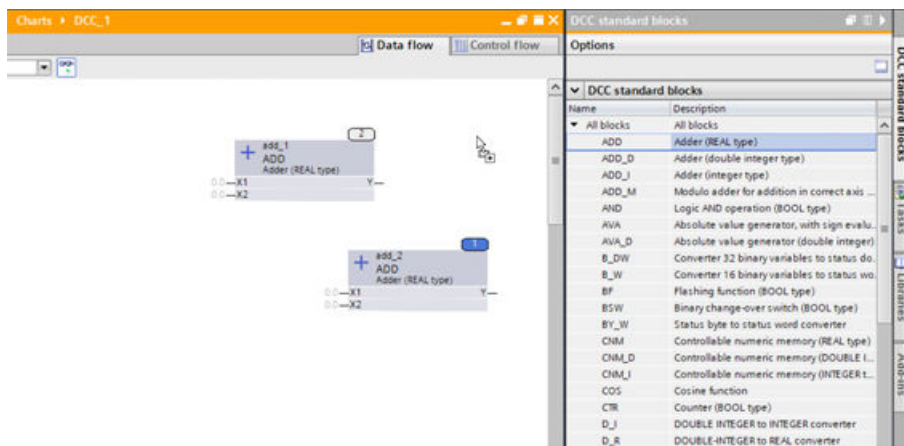 Charts ▸ DCC_1
DCC standard blocks
Data flow
Control flow
Options
DCC standard blocks
Name Description
All blocks All blocks
ADD Adder (REAL type)
ADD_D Adder (double integer type)
ADD_I Adder (integer type)
ADD_M Modulo adder for addition in correct axis ...
AND Logic AND operation (BOOL type)
AVA Absolute value generator, with sign evalu.
AVA_D Absolute value generator (double integer)
B_DW Converter 32 binary variables to status do.
B_W Converter 16 binary variables to status wo.
BF Flashing function (BOOL type)
BSW Binary change-over switch (BOOL type)
BY_W Status byte to status word converter
CNM Controllable numeric memory (REAL type)
CNM_D Controllable numeric memory (DOUBLE I...
CNM_I Controllable numeric memory (INTEGER t...
COS Cosine function
CTR Counter (BOOL type)
D_I DOUBLE INTEGER to INTEGER converter
D_R DOUBLE-INTEGER to REAL converter
2
add_1
ADD
Adder (REAL type)
0.0 X1 Y
0.0 X2
1
add_2
ADD
Adder (REAL type)
0.0 X1 Y
0.0 X2
DCC standard blocks
Tasks
Libraries
Add-ins